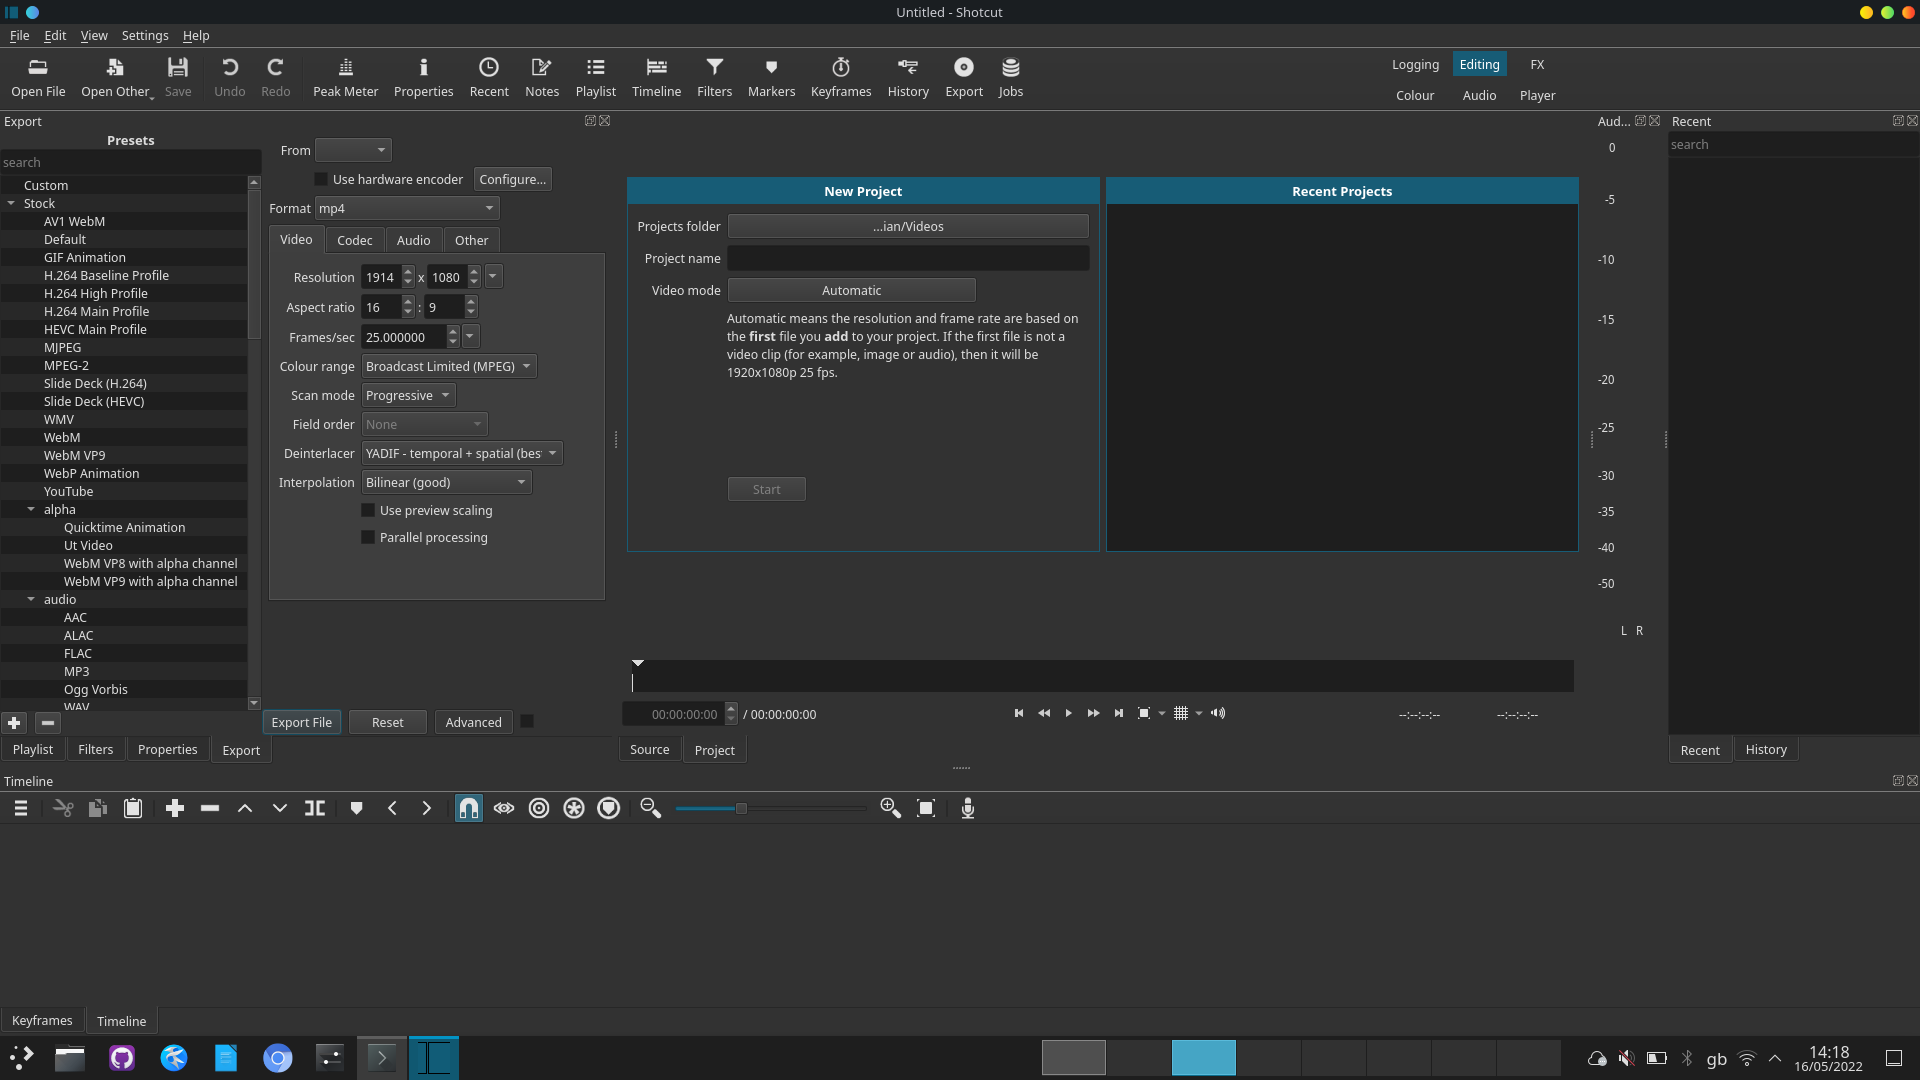 Untitled - Shotcut
File Edit View Settings Help
Open File Open Other Save Undo Redo Peak Meter Properties Recent Notes Playlist Timeline Filters Markers Keyframes History Export Jobs
Logging Editing FX
Colour Audio Player
Export
Presets
search
Custom
Stock
AV1 WebM
Default
GIF Animation
H.264 Baseline Profile
H.264 High Profile
H.264 Main Profile
HEVC Main Profile
MJPEG
MPEG-2
Slide Deck (H.264)
Slide Deck (HEVC)
WMV
WebM
WebM VP9
WebP Animation
YouTube
alpha
Quicktime Animation
Ut Video
WebM VP8 with alpha channel
WebM VP9 with alpha channel
audio
AAC
ALAC
FLAC
MP3
Ogg Vorbis
WAV
From
Use hardware encoder Configure...
Format mp4
Video Codec Audio Other
Resolution 1914 x 1080
Aspect ratio 16 : 9
Frames/sec 25.000000
Colour range Broadcast Limited (MPEG)
Scan mode Progressive
Field order None
Deinterlacer YADIF - temporal + spatial (bes
Interpolation Bilinear (good)
Use preview scaling
Parallel processing
Export File Reset Advanced
Playlist Filters Properties Export
New Project
Projects folder ...ian/Videos
Project name
Video mode Automatic
Automatic means the resolution and frame rate are based on
the first file you add to your project. If the first file is not a
video clip (for example, image or audio), then it will be
1920x1080p 25 fps.
Start
Recent Projects
00:00:00:00 / 00:00:00:00
--:--:--:-- --:--:--:--
Source Project
Aud...
0
-5
-10
-15
-20
-25
-30
-35
-40
-50
L R
Recent
search
Recent History
Timeline
Keyframes Timeline
gb
14:18
16/05/2022